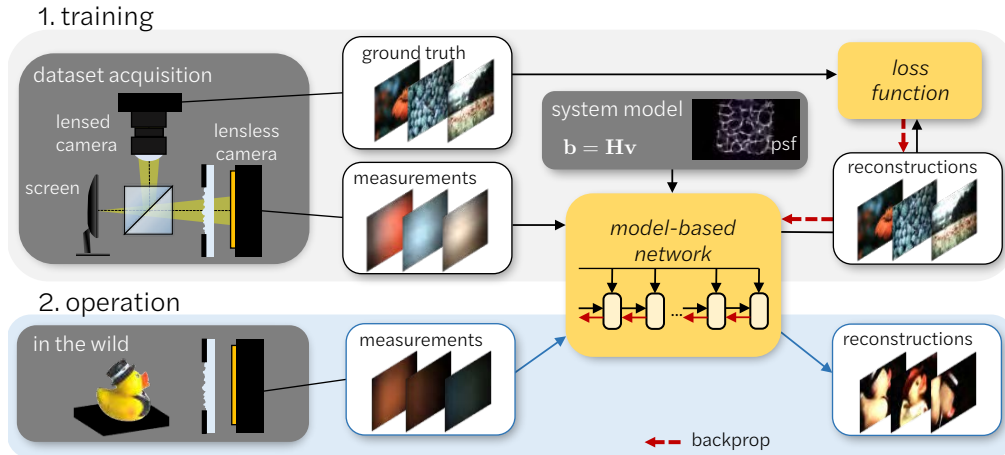 1. training
dataset acquisition
lensed
camera
lensless
camera
screen
ground truth
measurements
system model
b = Hv
psf
loss
function
reconstructions
model-based
network
...
2. operation
in the wild
measurements
reconstructions
backprop